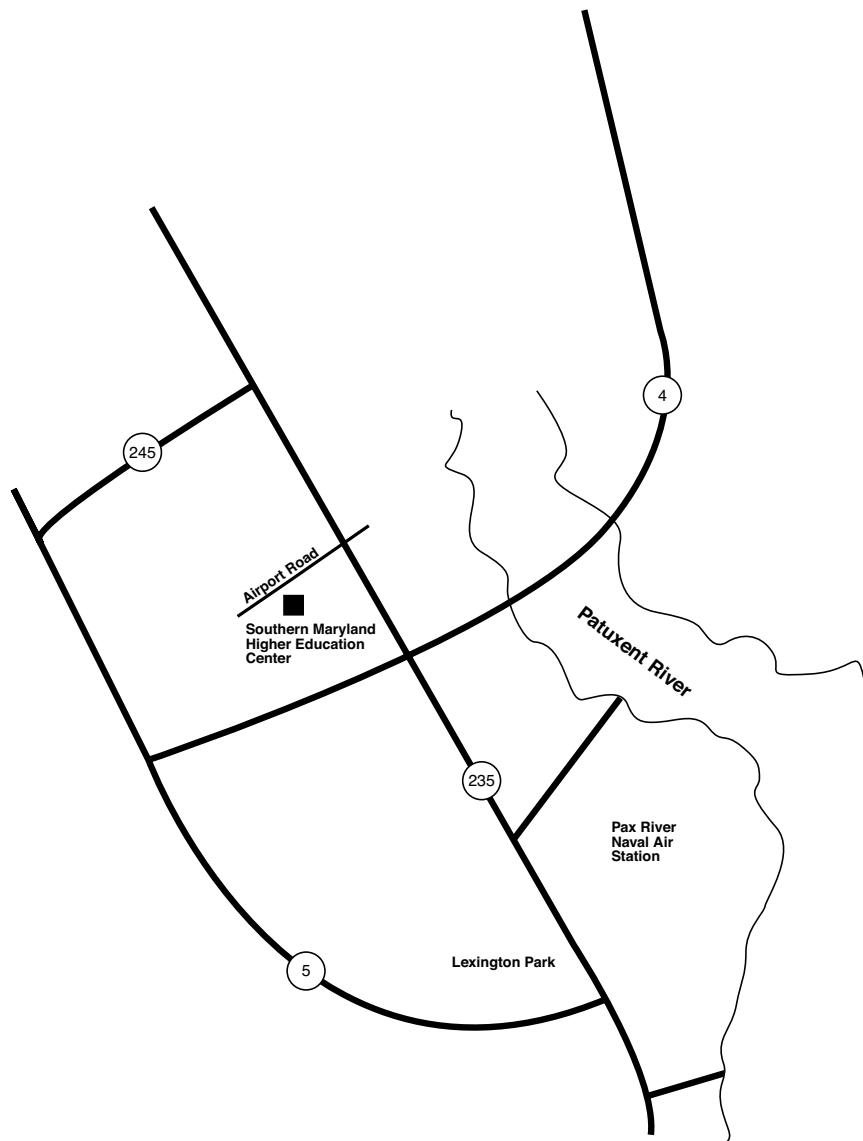 4
245
Airport Road
Southern Maryland
Higher Education
Center
Patuxent River
235
Pax River
Naval Air
Station
Lexington Park
5